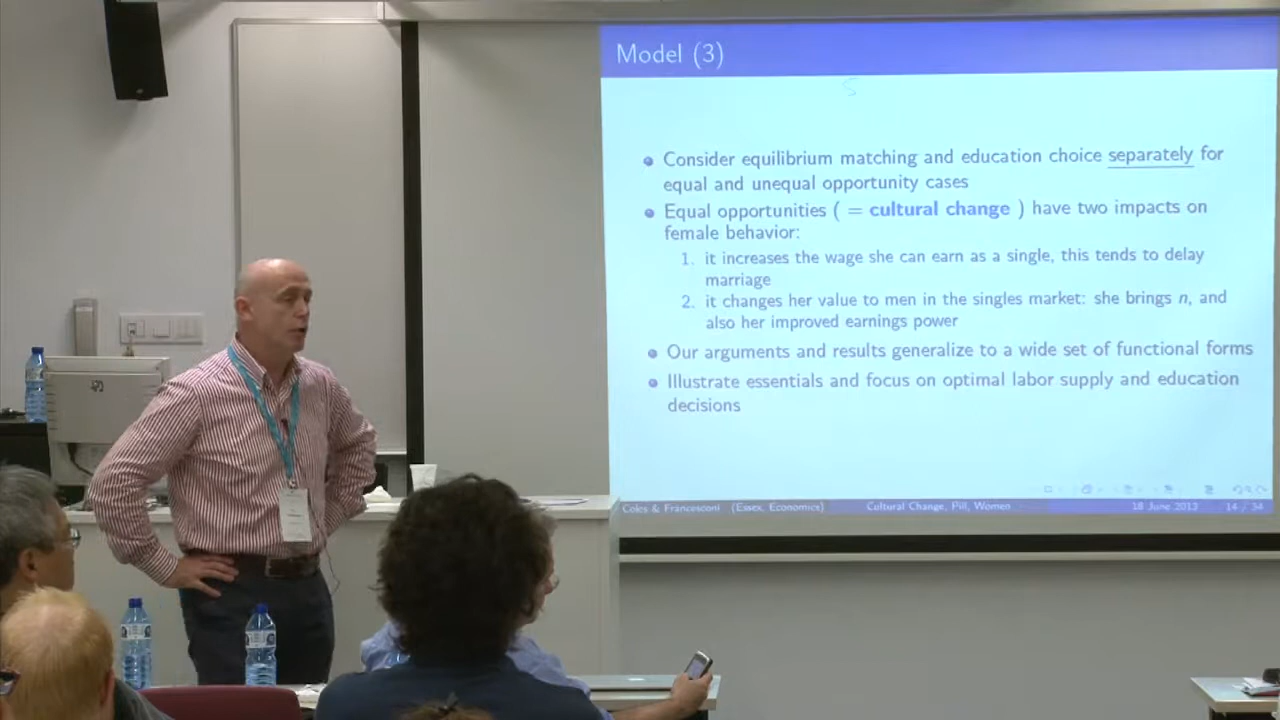 Model (3)
Consider equilibrium matching and education choice separately for
equal and unequal opportunity cases
Equal opportunities ( = cultural change ) have two impacts on
female behavior:
1. it increases the wage she can earn as a single, this tends to delay
marriage
2. it changes her value to men in the singles market: she brings n, and
also her improved earnings power
Our arguments and results generalize to a wide set of functional forms
Illustrate essentials and focus on optimal labor supply and education
decisions
Coles & Francesconi (Essex, Economics) Cultural Change, Pill, Women 18 June 2013 14 / 34